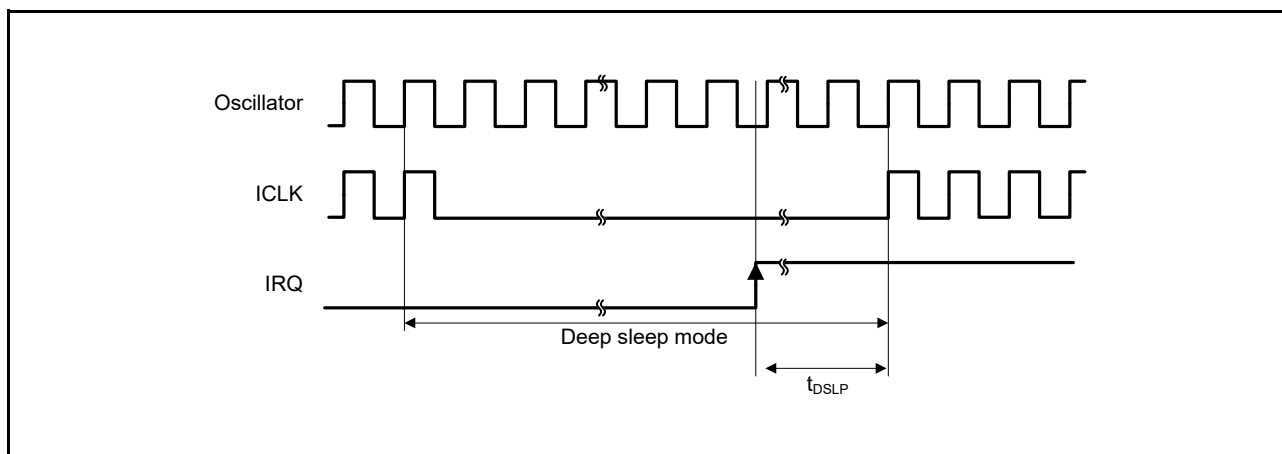 Oscillator
ICLK
IRQ
Deep sleep mode
tDSLP